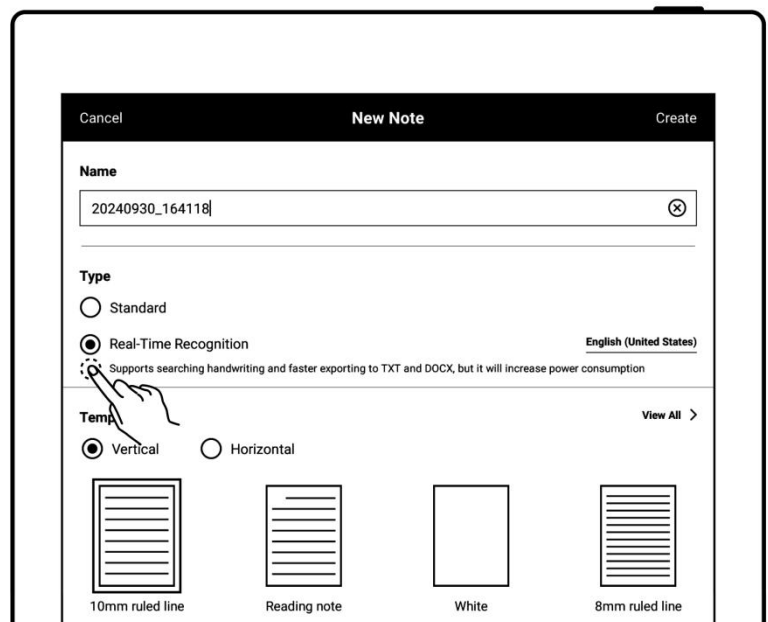 Cancel New Note Create
Name
20240930_164118
Type
Standard
Real-Time Recognition English (United States)
Supports searching handwriting and faster exporting to TXT and DOCX, but it will increase power consumption
View All
Vertical Horizontal
10mm ruled line Reading note White 8mm ruled line